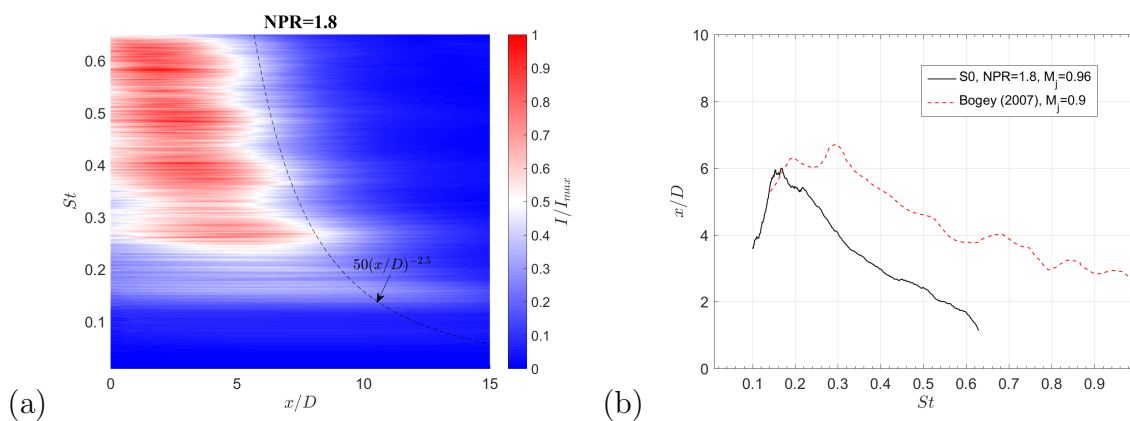 NPR=1.8
0.6
0.5
0.4
0.3
0.2
0.1
St
0 5 10 15
x/D
50(x/D)^{-2.5}
1
0.9
0.8
0.7
0.6
0.5
0.4
0.3
0.2
0.1
0
I/I_{max}
(a)
10
8
6
4
2
0
x/D
0.1 0.2 0.3 0.4 0.5 0.6 0.7 0.8 0.9
St
S0, NPR=1.8, M_j=0.96
Bogey (2007), M_j=0.9
(b)